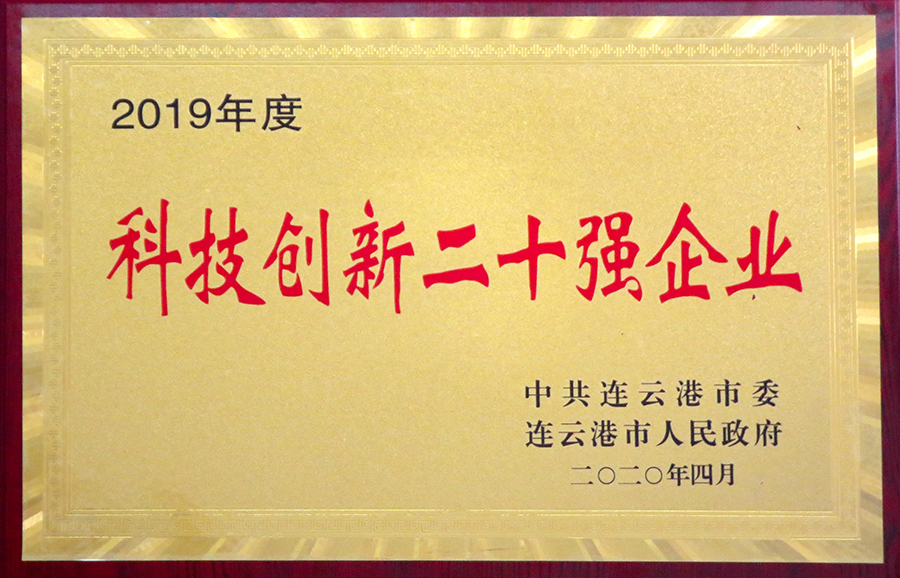 2019年度
科技创新二十强企业
中共连云港市委
连云港市人民政府
二〇二〇年四月